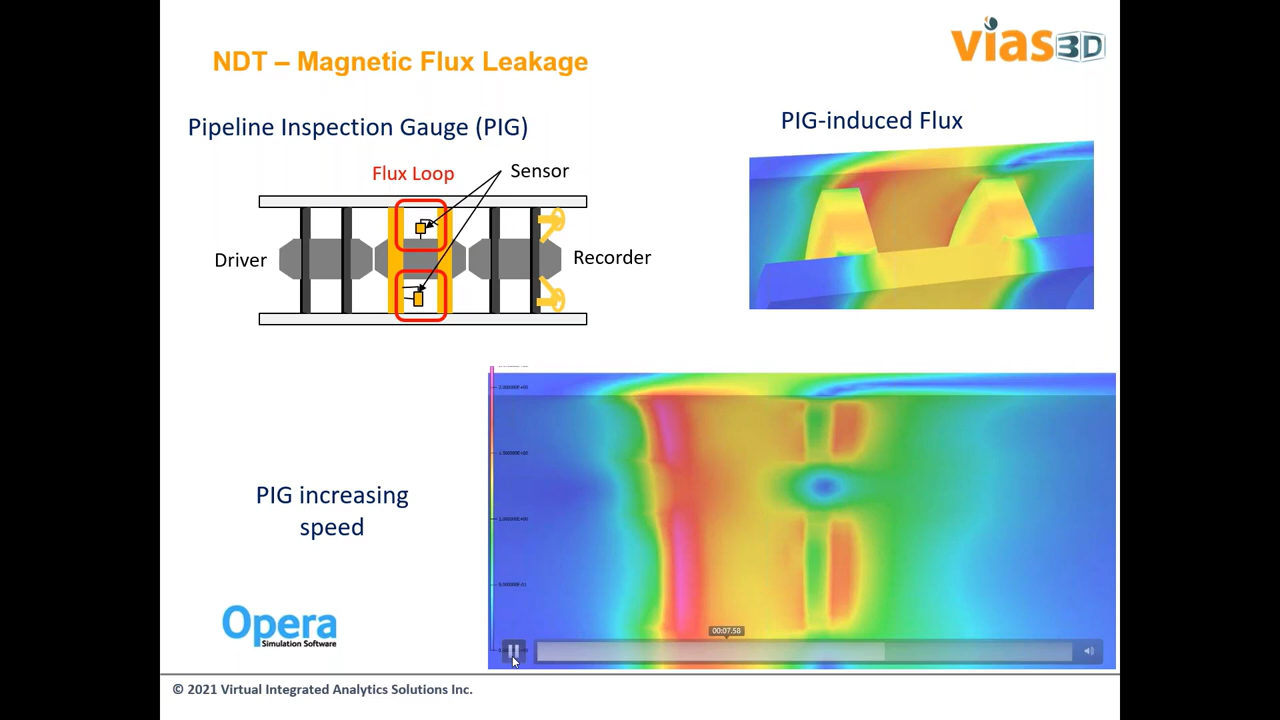 NDT – Magnetic Flux Leakage
vias3D
Pipeline Inspection Gauge (PIG)
PIG-induced Flux
Flux Loop
Sensor
Driver
Recorder
PIG increasing
speed
00:07.58
Opera
Simulation Software
© 2021 Virtual Integrated Analytics Solutions Inc.